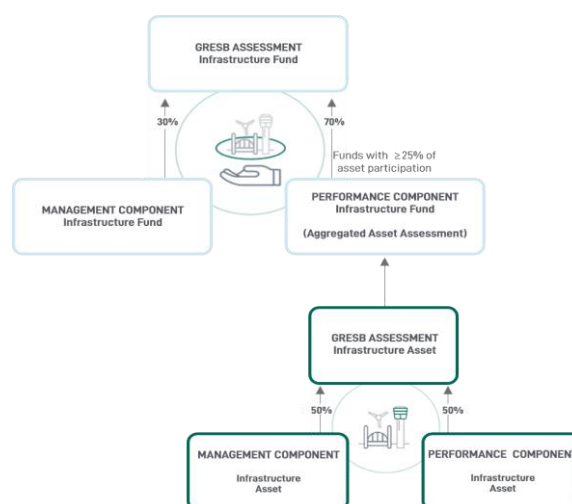 GRESB ASSESSMENT
Infrastructure Fund
30%
70%
Funds with ≥25% of
asset participation
MANAGEMENT COMPONENT
Infrastructure Fund
PERFORMANCE COMPONENT
Infrastructure Fund
(Aggregated Asset Assessment)
GRESB ASSESSMENT
Infrastructure Asset
50%
50%
MANAGEMENT COMPONENT
Infrastructure
Asset
PERFORMANCE COMPONENT
Infrastructure
Asset